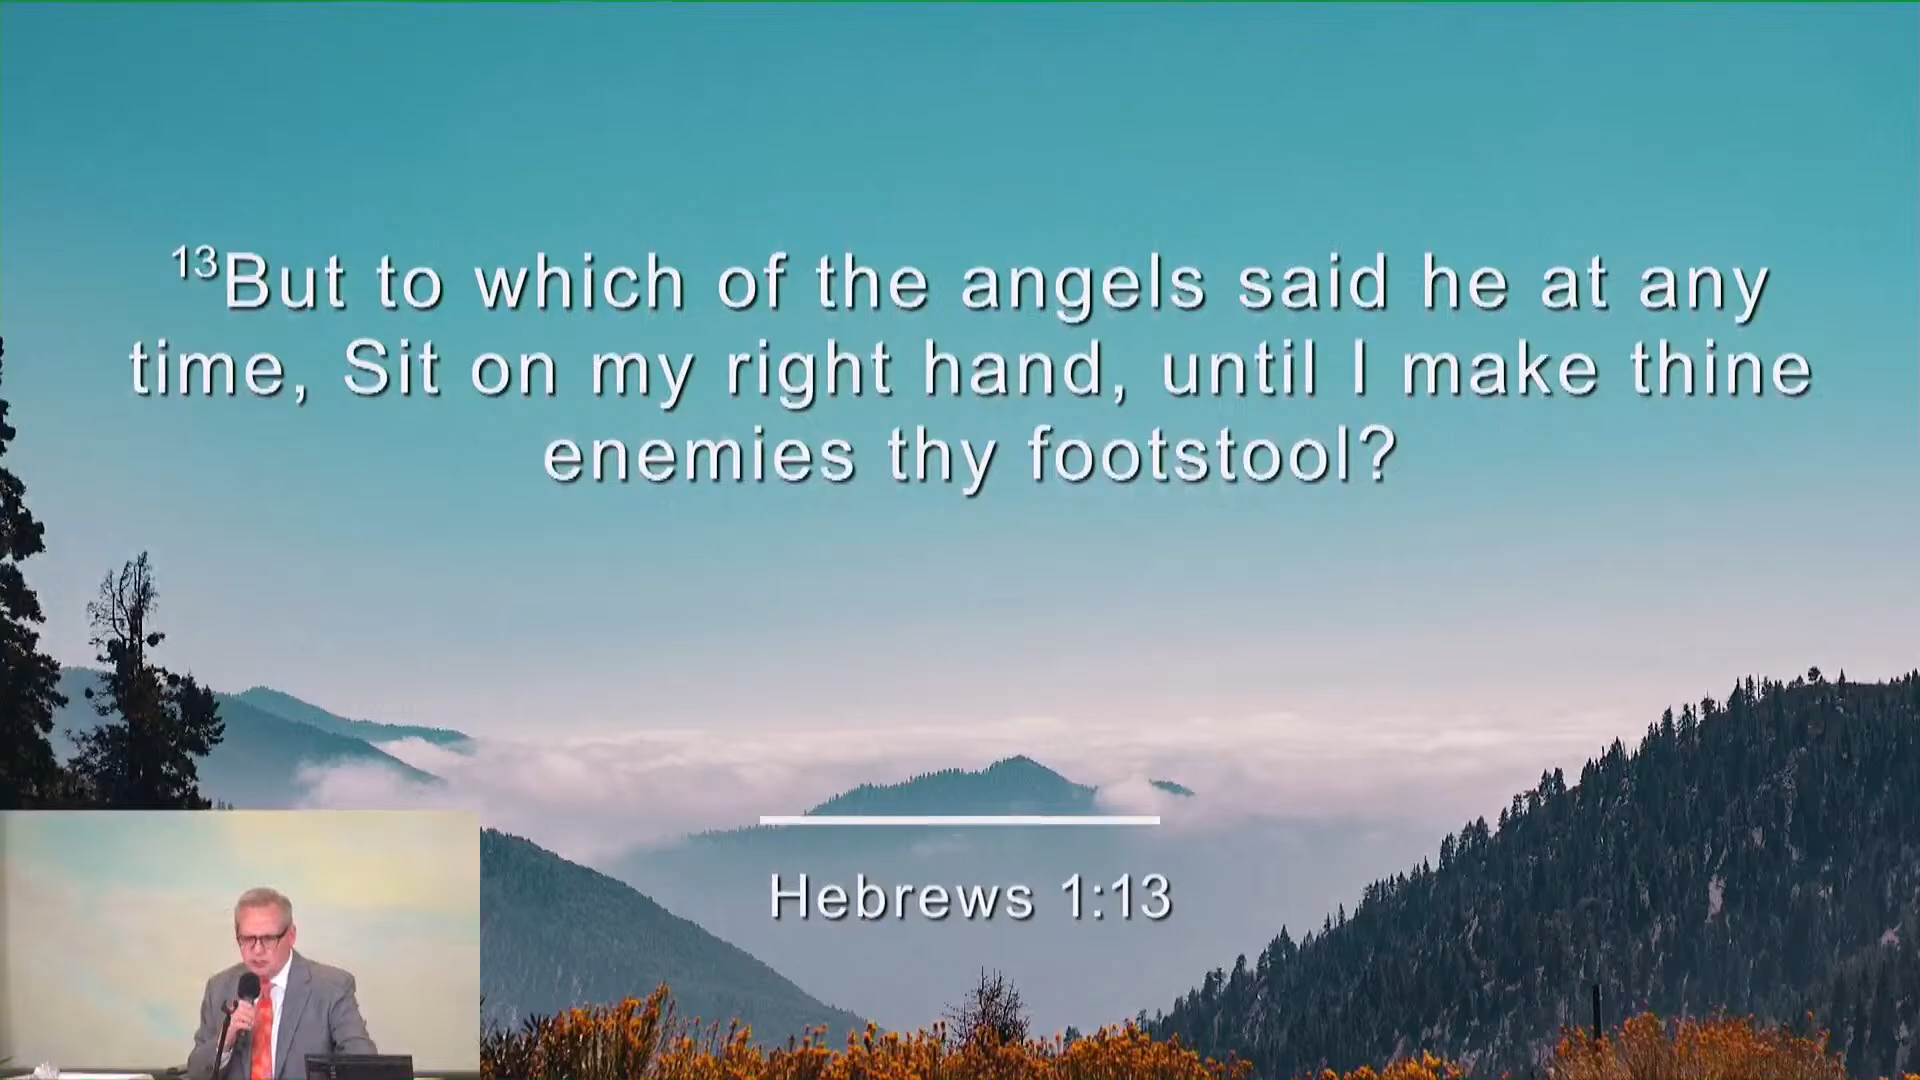 ¹³But to which of the angels said he at any
time, Sit on my right hand, until I make thine
enemies thy footstool?
Hebrews 1:13